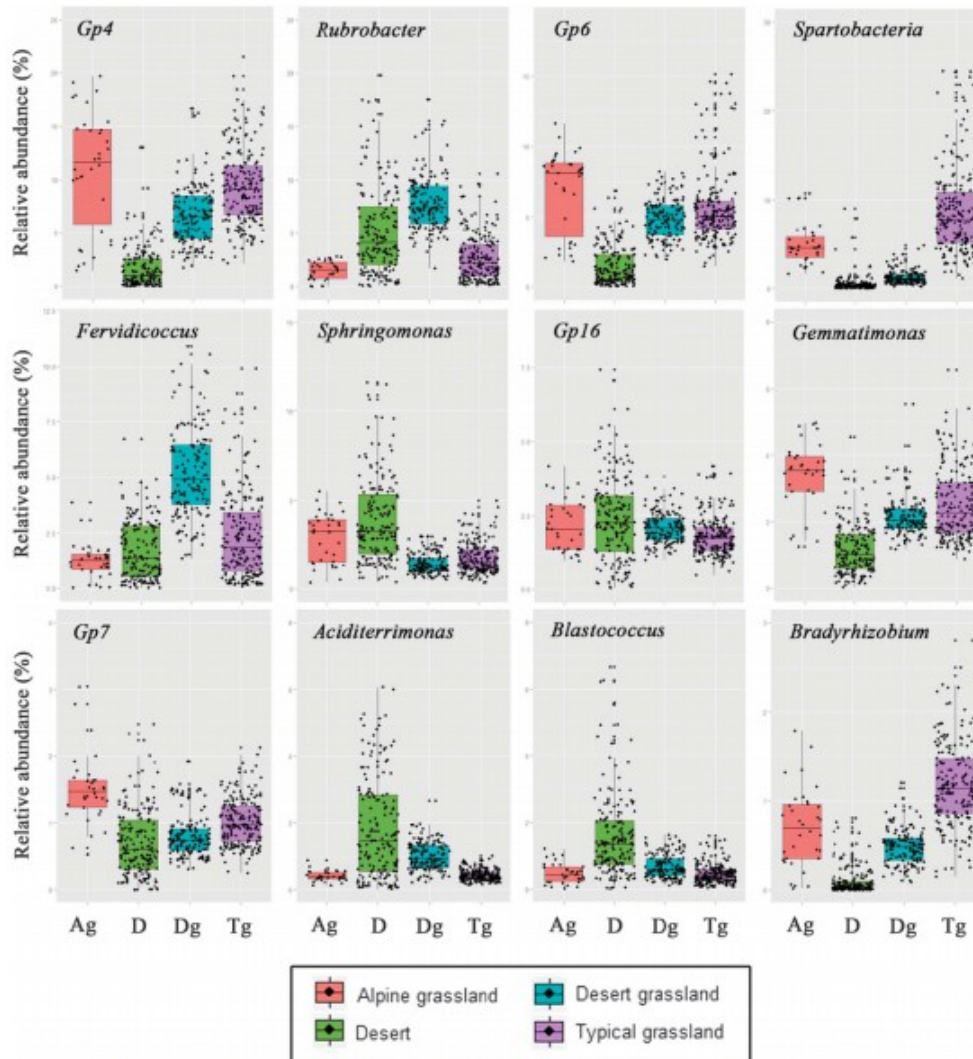 Gp4
Rubrobacter
Gp6
Spartobacteria
Relative abundance (%)
Fervidicoccus
Sphringomonas
Gp16
Gemmatimonas
Relative abundance (%)
Gp7
Aciditerrimonas
Blastococcus
Bradyrhizobium
Relative abundance (%)
Ag D Dg Tg Ag D Dg Tg Ag D Dg Tg Ag D Dg Tg
Alpine grassland Desert grassland
Desert Typical grassland